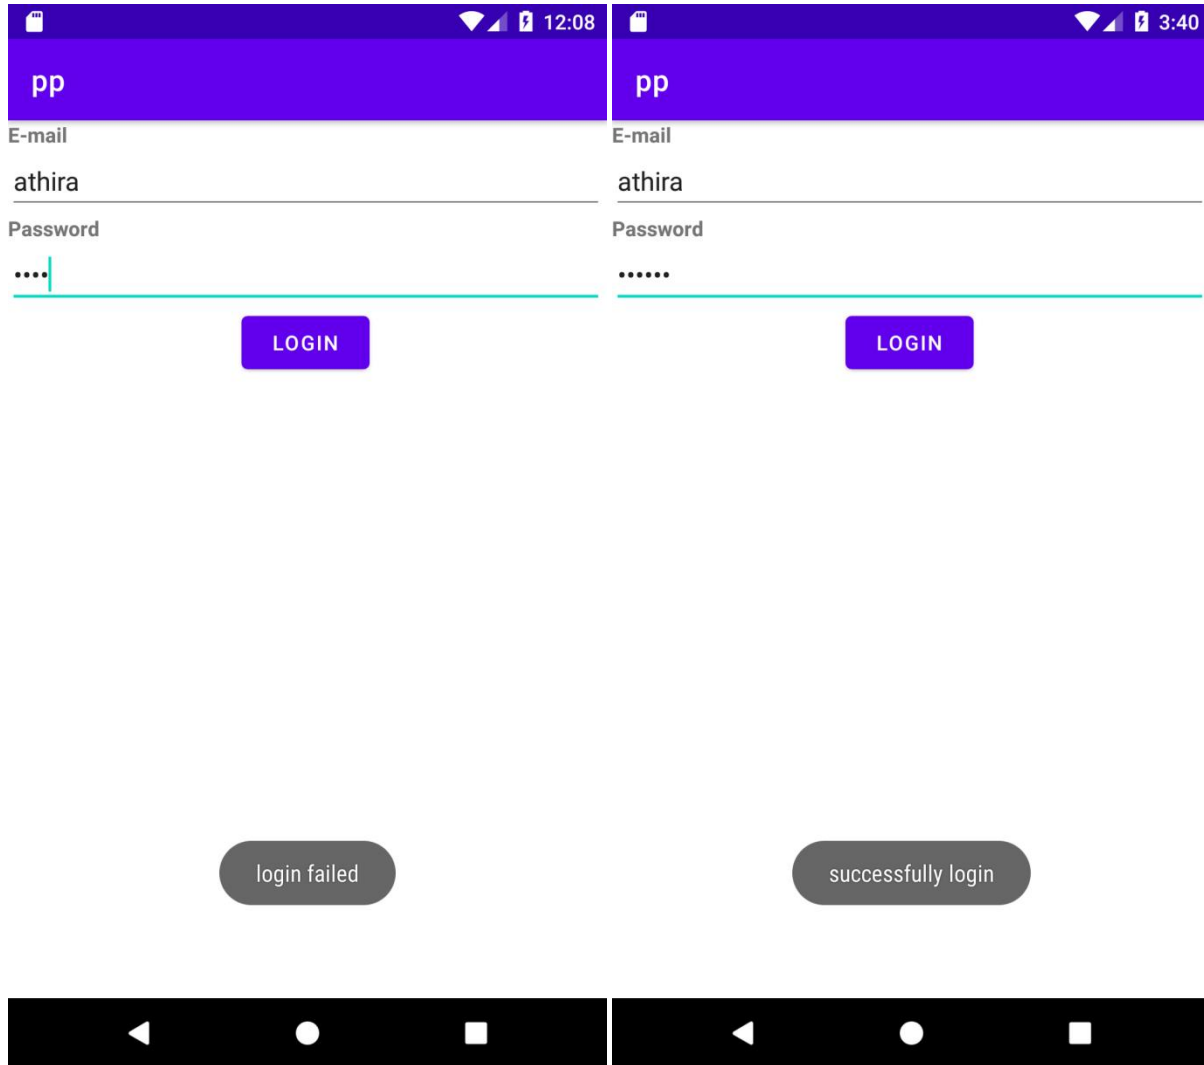 12:08
pp
E-mail
athira
Password
••••
LOGIN
login failed
3:40
pp
E-mail
athira
Password
••••••
LOGIN
successfully login